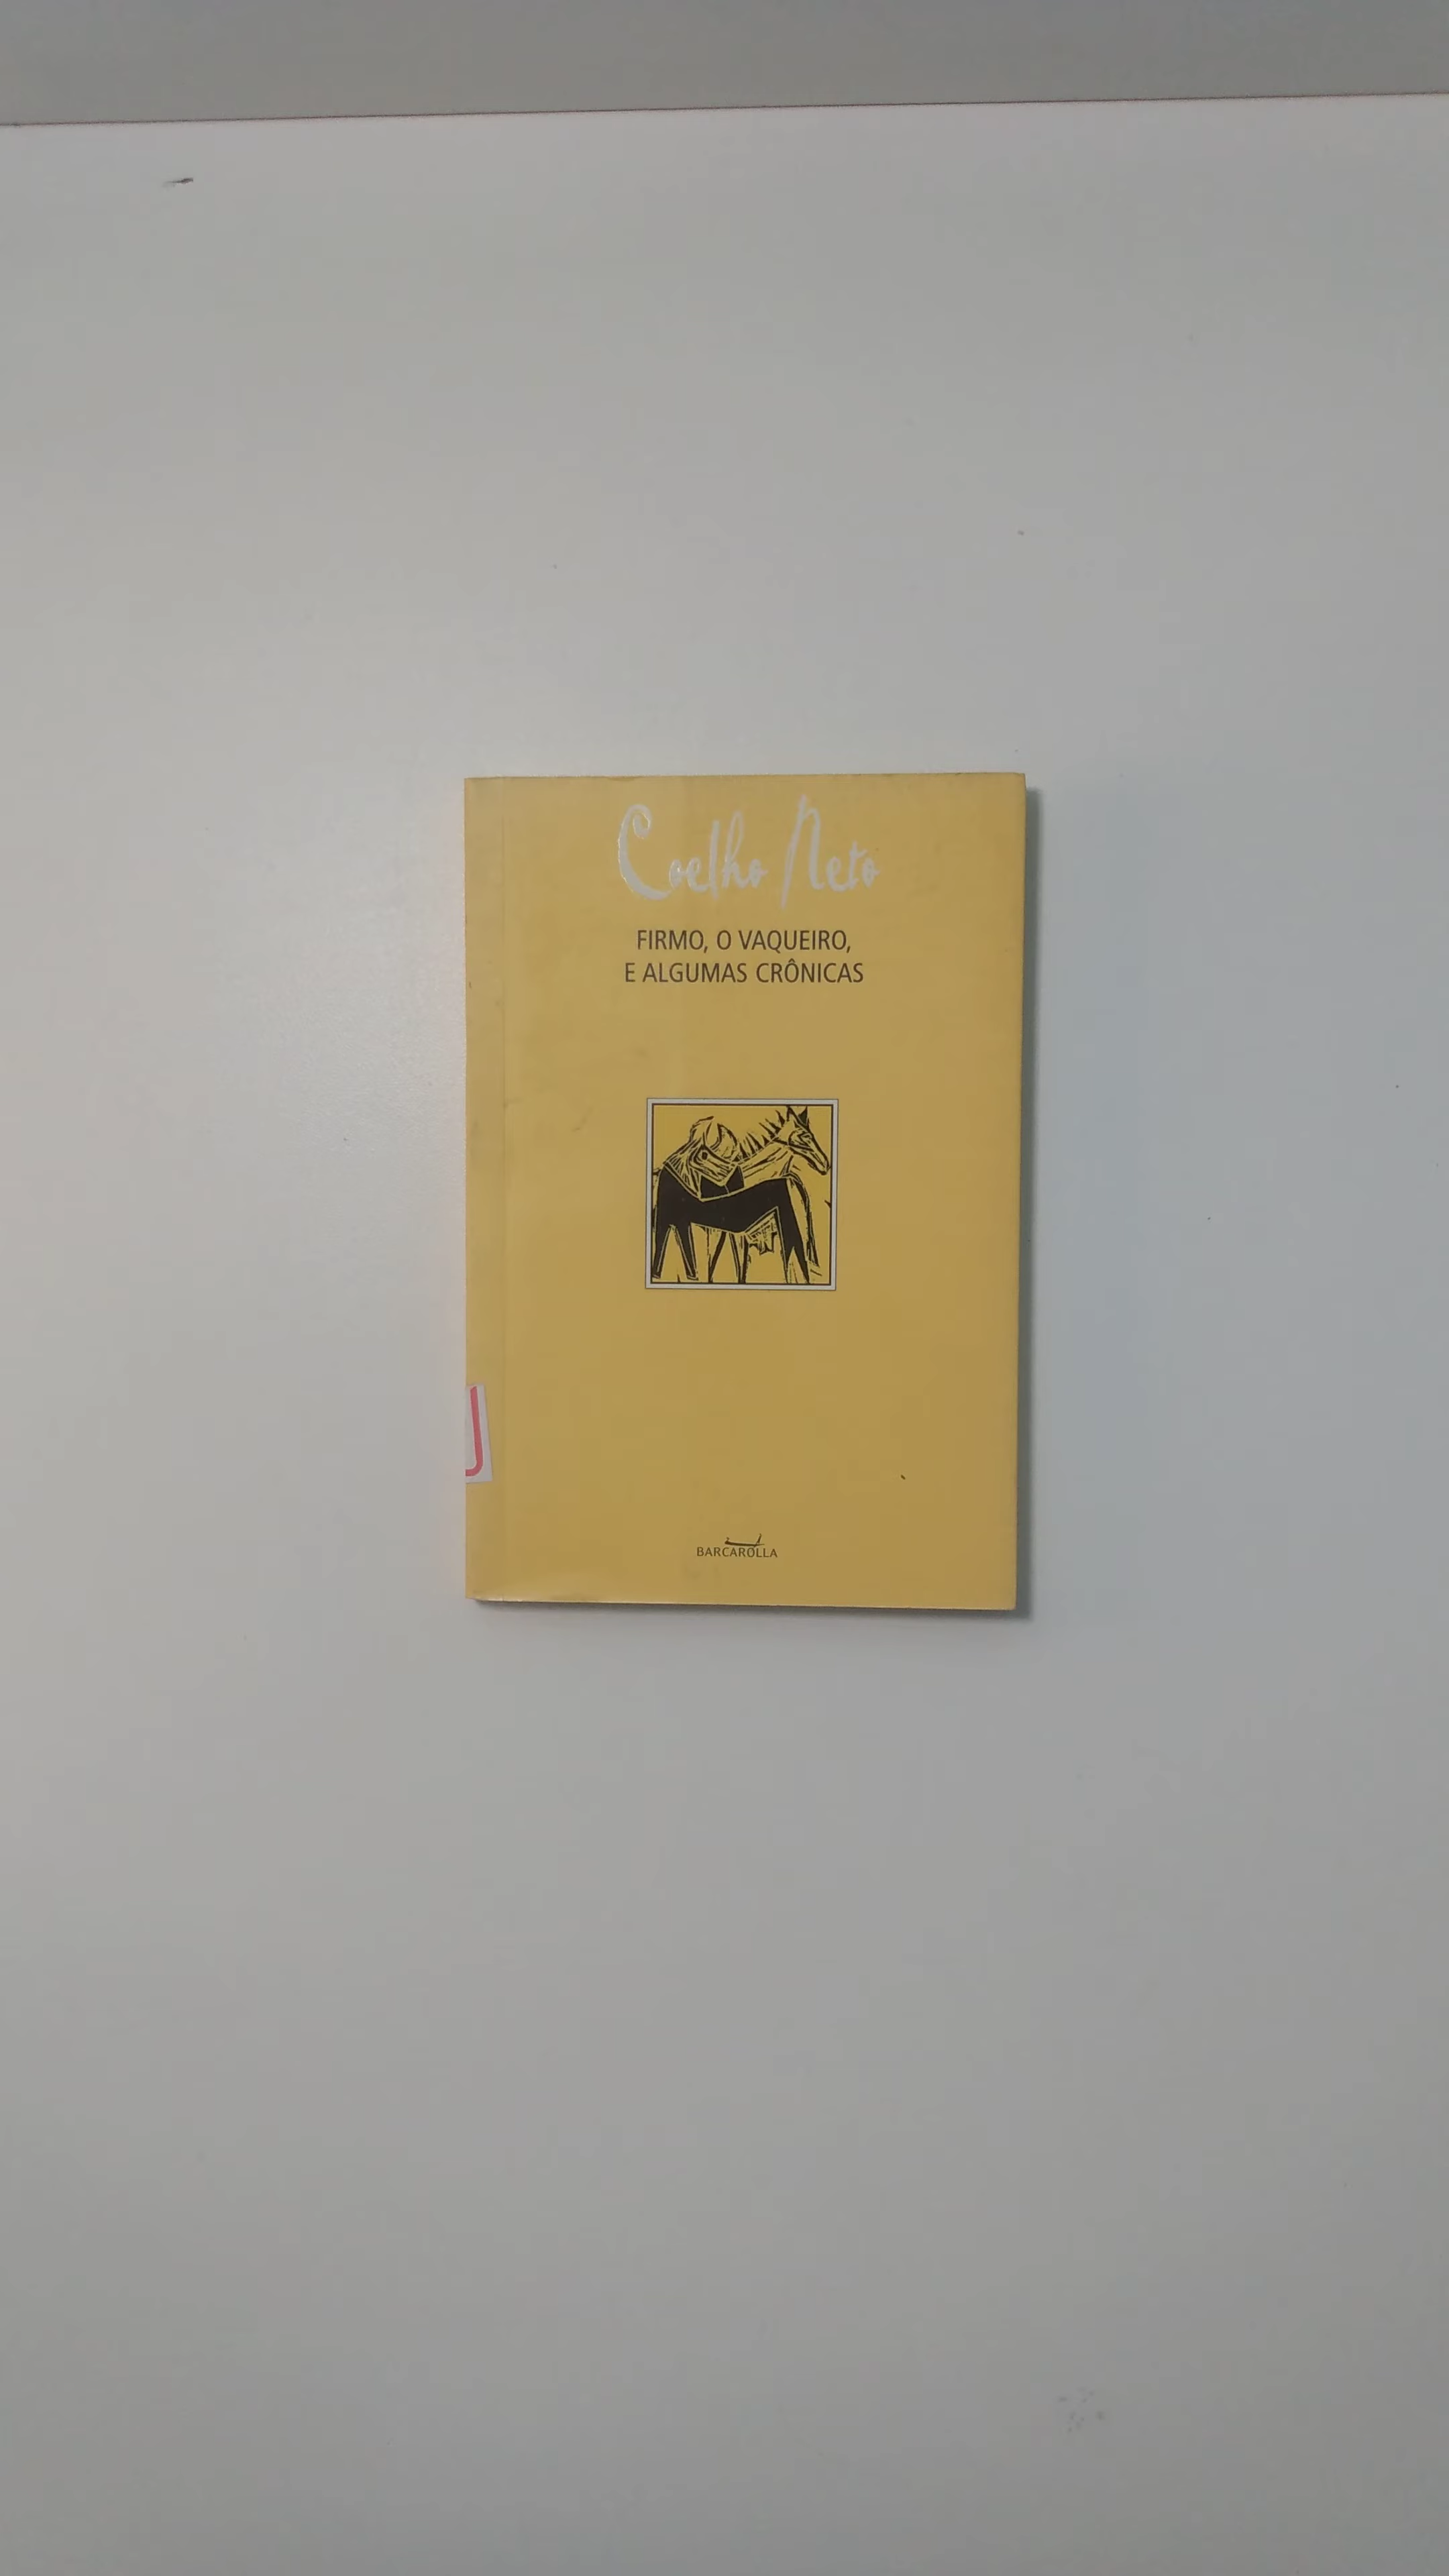 Coelho Neto
FIRMO, O VAQUEIRO,
E ALGUMAS CRÔNICAS
J
BARCAROLLA